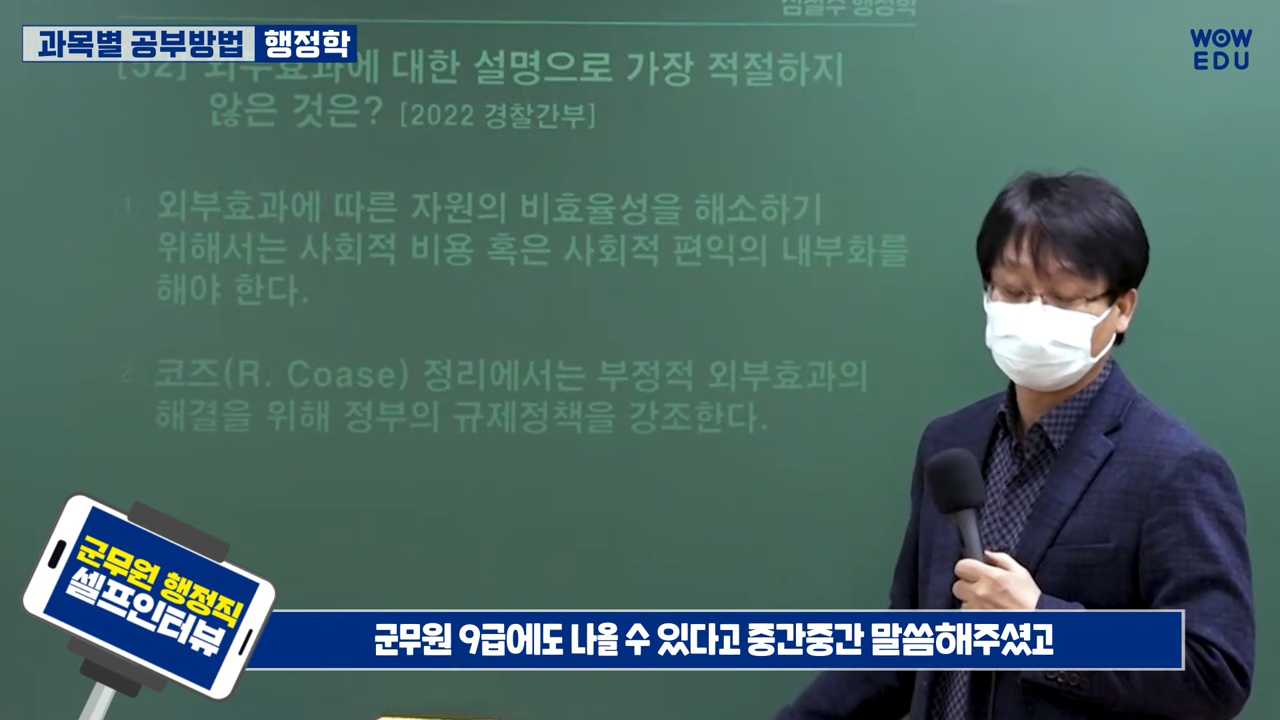 과목별 공부방법 행정학
WOW
EDU
[32] 외부효과에 대한 설명으로 가장 적절하지
않은 것은? [2022 경찰간부]
1. 외부효과에 따른 자원의 비효율성을 해소하기
위해서는 사회적 비용 혹은 사회적 편익의 내부화를
해야 한다.
2. 코즈(R. Coase) 정리에서는 부정적 외부효과의
해결을 위해 정부의 규제정책을 강조한다.
군무원 행정직
셀프인터뷰
군무원 9급에도 나올 수 있다고 중간중간 말씀해주셨고